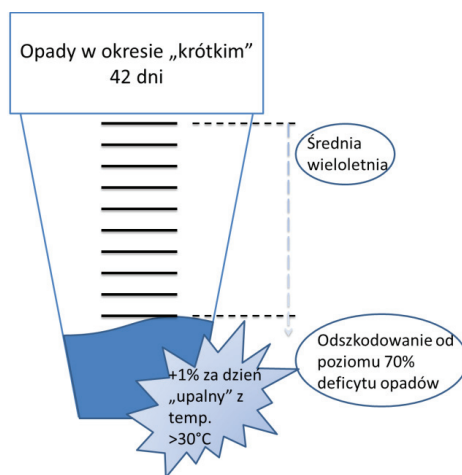 Opady w okresie „krótkim”
42 dni
Średnia
wieloletnia
+1% za dzień
„upalny” z
temp.
>30°C
Odszkodowanie od
poziomu 70%
deficytu opadów